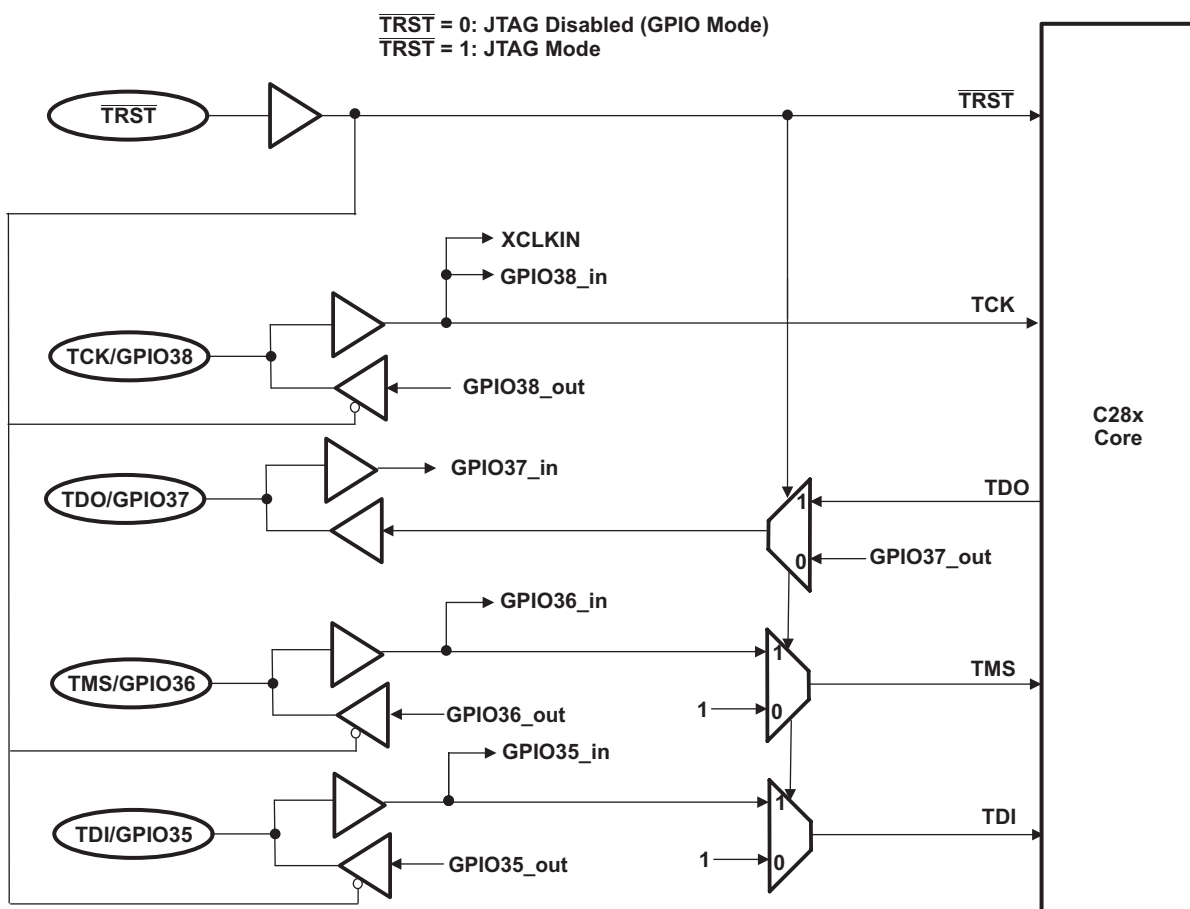 TRST = 0: JTAG Disabled (GPIO Mode)
TRST = 1: JTAG Mode
TRST
TRST
XCLKIN
GPIO38_in
TCK
TCK/GPIO38
GPIO38_out
C28x
Core
GPIO37_in
TDO/GPIO37
1
TDO
0
GPIO37_out
GPIO36_in
1
TMS/GPIO36
TMS
GPIO36_out
1
0
GPIO35_in
1
TDI/GPIO35
TDI
GPIO35_out
1
0